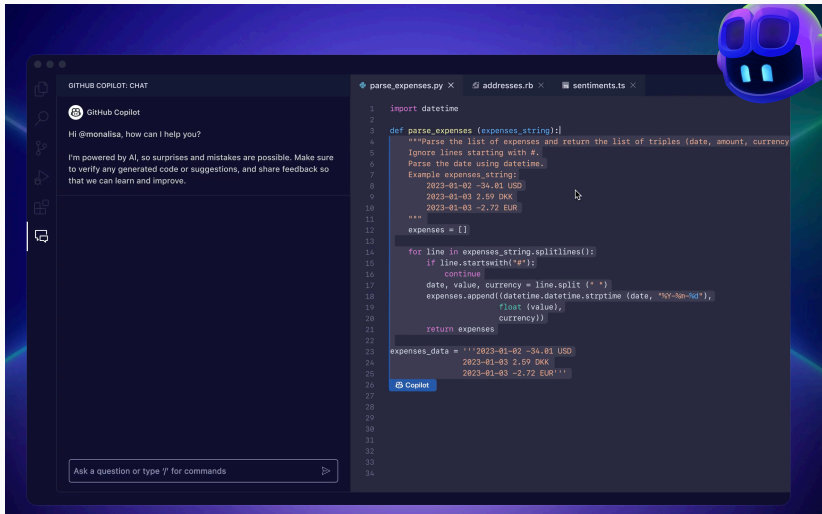 GITHUB COPILOT: CHAT
GitHub Copilot
Hi @monalisa, how can I help you?
I'm powered by AI, so surprises and mistakes are possible. Make sure
to verify any generated code or suggestions, and share feedback so
that we can learn and improve.
Ask a question or type '/' for commands
parse_expenses.py × addresses.rb × sentiments.ts ×
1 import datetime
2
3 def parse_expenses (expenses_string):
4 """Parse the list of expenses and return the list of triples (date, amount, currency
5 Ignore lines starting with #.
6 Parse the date using datetime.
7 Example expenses_string:
8 2023-01-02 -34.01 USD
9 2023-01-03 2.59 DKK
10 2023-01-03 -2.72 EUR
11 """
12 expenses = []
13
14 for line in expenses_string.splitlines():
15 if line.startswith("#"):
16 continue
17 date, value, currency = line.split (" ")
18 expenses.append((datetime.datetime.strptime (date, "%Y-%m-%d"),
19 float (value),
20 currency))
21 return expenses
22
23 expenses_data = '''2023-01-02 -34.01 USD
24 2023-01-03 2.59 DKK
25 2023-01-03 -2.72 EUR'''
26 Copilot
27
28
29
30
31
32
33
34